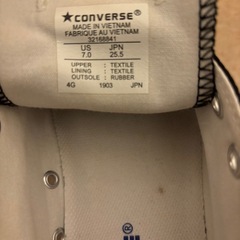 ★CONVERSE®
MADE IN VIETNAM
FABRIQUE AU VIETNAM
32168841
US JPN
7.0 25.5
UPPER : TEXTILE
LINING : TEXTILE
OUTSOLE : RUBBER
4G 1903 JPN
®